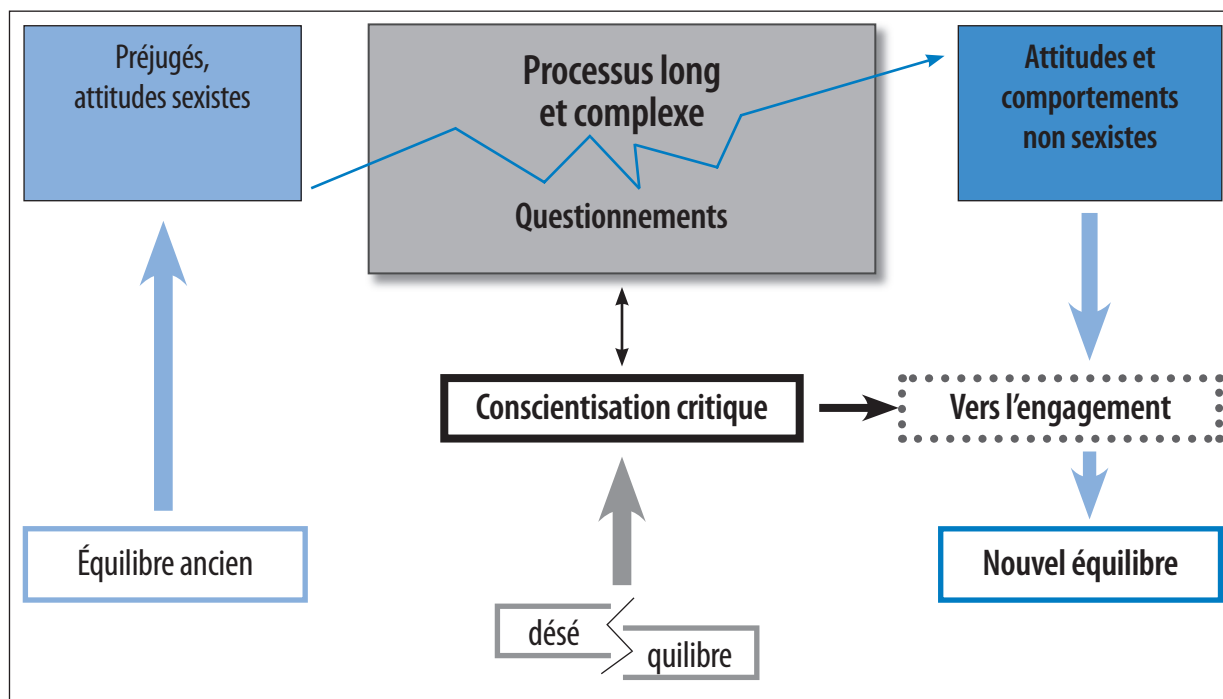 Préjugés,
attitudes sexistes
Processus long
et complexe
Questionnements
Attitudes et
comportements
non sexistes
Conscientisation critique
Vers l'engagement
Équilibre ancien
Nouvel équilibre
désé
quilibre